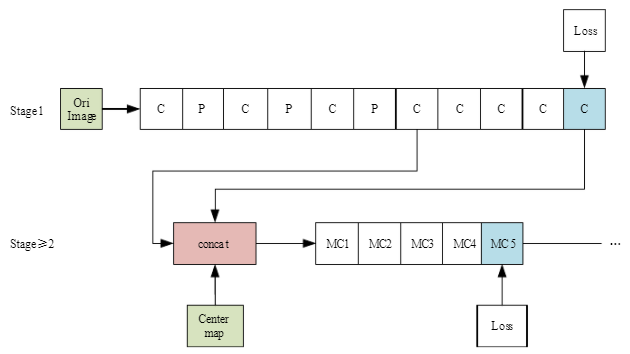 Loss
Stage1
Ori
Image
C P C P C P C C C C C
Stage≥2
concat
MC1 MC2 MC3 MC4 MC5
...
Center
map
Loss